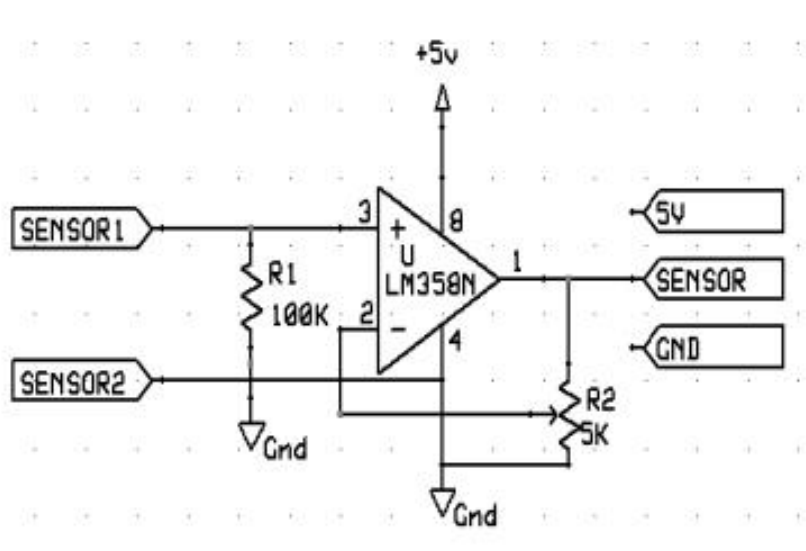 +5v
5V
3
8
SENSOR1
+
1
U
R1
LM358N
SENSOR
100K
2
-
4
GND
SENSOR2
R2
5K
Gnd
Gnd